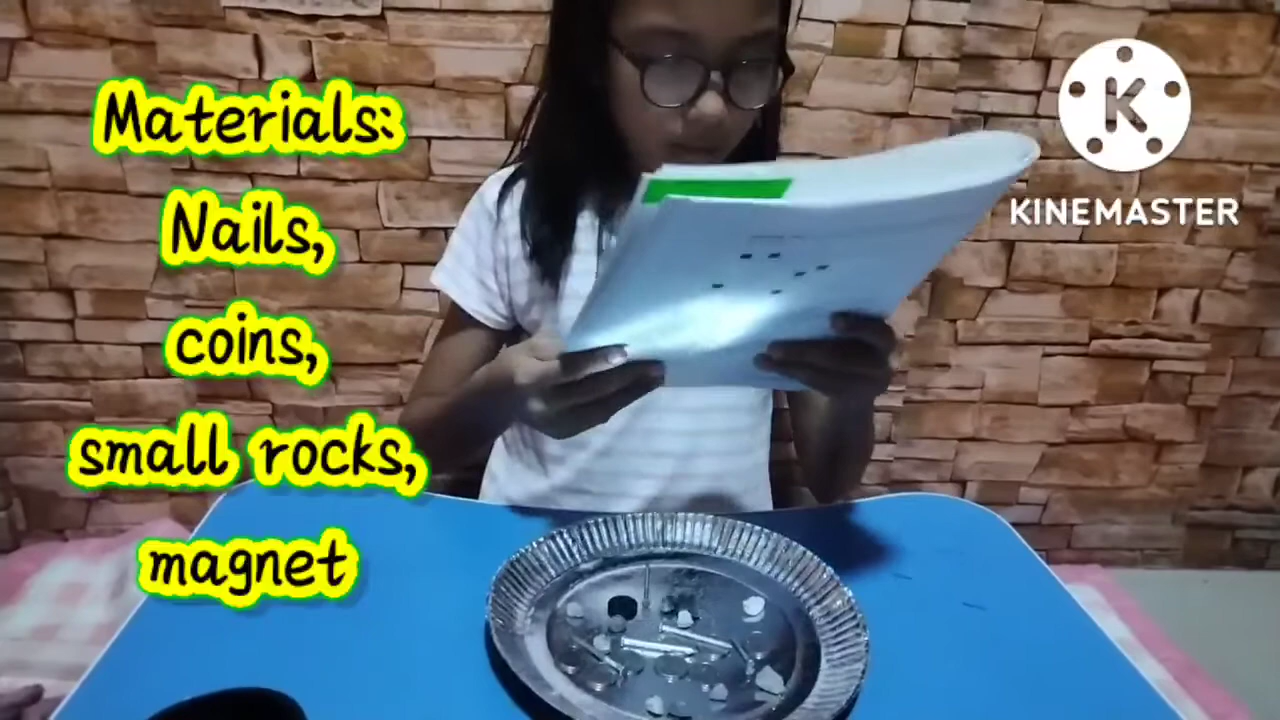 Materials:
Nails,
coins,
small rocks,
magnet
K
KINEMASTER